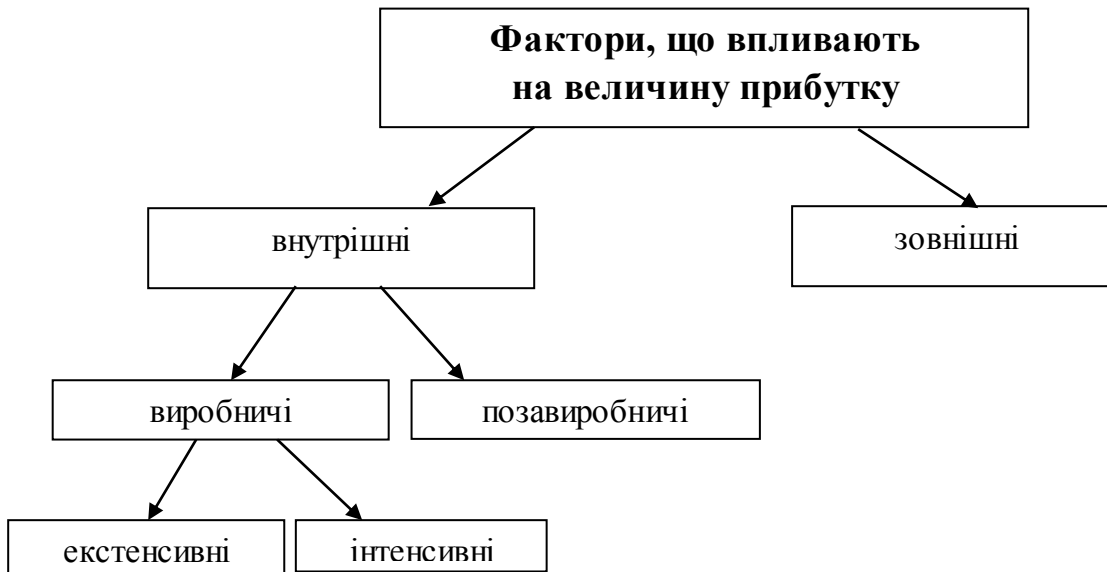 Фактори, що впливають
на величину прибутку
внутрішні
зовнішні
виробничі
позавиробничі
екстенсивні
інтенсивні